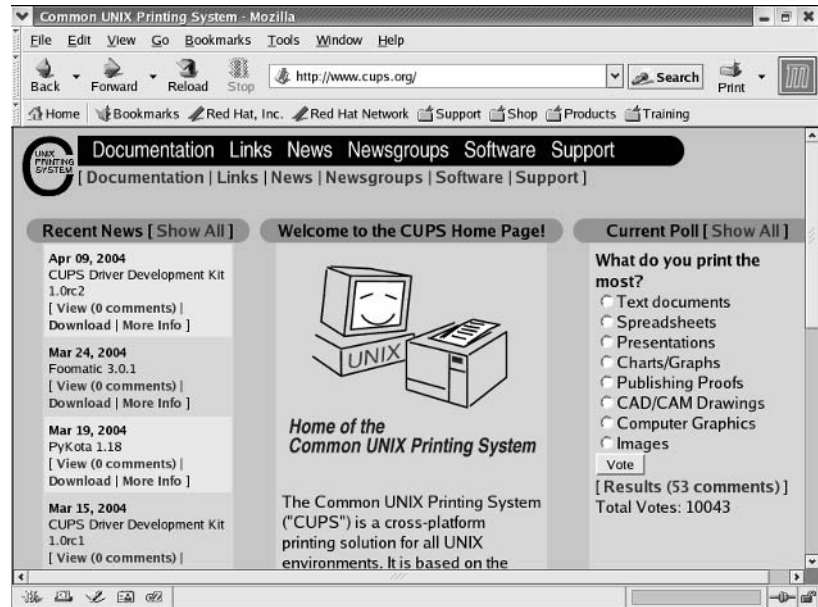 Common UNIX Printing System - Mozilla
File Edit View Go Bookmarks Tools Window Help
Back Forward Reload Stop http://www.cups.org/ Search Print
Home Bookmarks Red Hat, Inc. Red Hat Network Support Shop Products Training
UNIX PRINTING SYSTEM
Documentation Links News Newsgroups Software Support
[ Documentation | Links | News | Newsgroups | Software | Support ]
Recent News [ Show All ]
Apr 09, 2004
CUPS Driver Development Kit
1.0rc2
[ View (0 comments) |
Download | More Info ]
Mar 24, 2004
Foomatic 3.0.1
[ View (0 comments) |
Download | More Info ]
Mar 19, 2004
PyKota 1.18
[ View (0 comments) |
Download | More Info ]
Mar 15, 2004
CUPS Driver Development Kit
1.0rc1
[ View (0 comments) |
Welcome to the CUPS Home Page!
UNIX
Home of the
Common UNIX Printing System
The Common UNIX Printing System
("CUPS") is a cross-platform
printing solution for all UNIX
environments. It is based on the
Current Poll [ Show All ]
What do you print the
most?
Text documents
Spreadsheets
Presentations
Charts/Graphs
Publishing Proofs
CAD/CAM Drawings
Computer Graphics
Images
Vote
[ Results (53 comments) ]
Total Votes: 10043